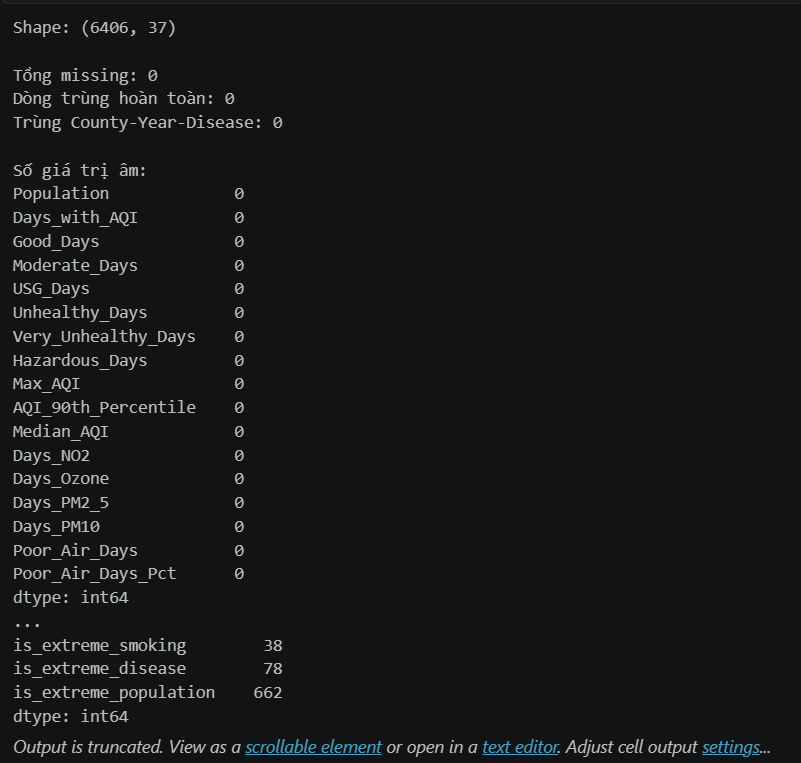 Shape: (6406, 37)
Tổng missing: 0
Dòng trùng hoàn toàn: 0
Trùng County-Year-Disease: 0
Số giá trị âm:
Population 0
Days_with_AQI 0
Good_Days 0
Moderate_Days 0
USG_Days 0
Unhealthy_Days 0
Very_Unhealthy_Days 0
Hazardous_Days 0
Max_AQI 0
AQI_90th_Percentile 0
Median_AQI 0
Days_NO2 0
Days_Ozone 0
Days_PM2_5 0
Days_PM10 0
Poor_Air_Days 0
Poor_Air_Days_Pct 0
dtype: int64
...
is_extreme_smoking 38
is_extreme_disease 78
is_extreme_population 662
dtype: int64
Output is truncated. View as a scrollable element or open in a text editor. Adjust cell output settings...